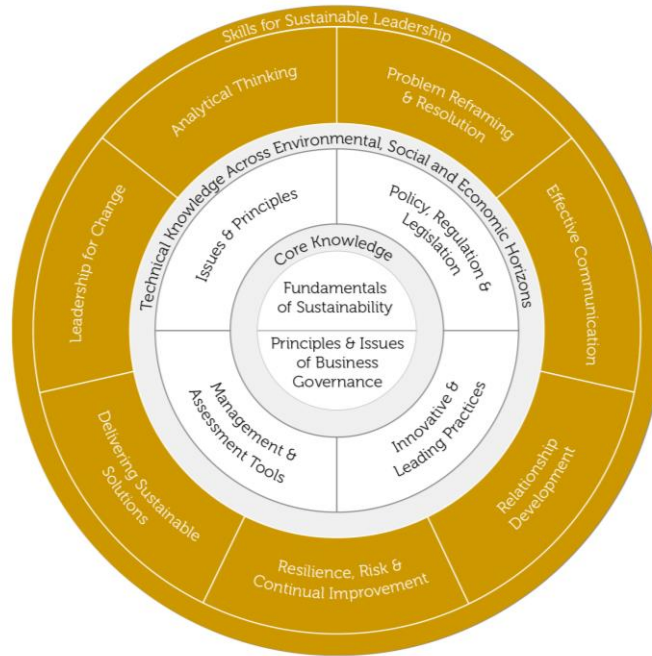 Skills for Sustainable Leadership
Analytical Thinking
Problem Reframing
& Resolution
Effective Communication
Relationship
Development
Resilience, Risk &
Continual Improvement
Delivering Sustainable
Solutions
Leadership for Change
Technical Knowledge Across Environmental, Social and Economic Horizons
Issues & Principles
Policy, Regulation &
Legislation
Innovative &
Leading Practices
Management &
Assessment Tools
Core Knowledge
Fundamentals
of Sustainability
Principles & Issues
of Business
Governance